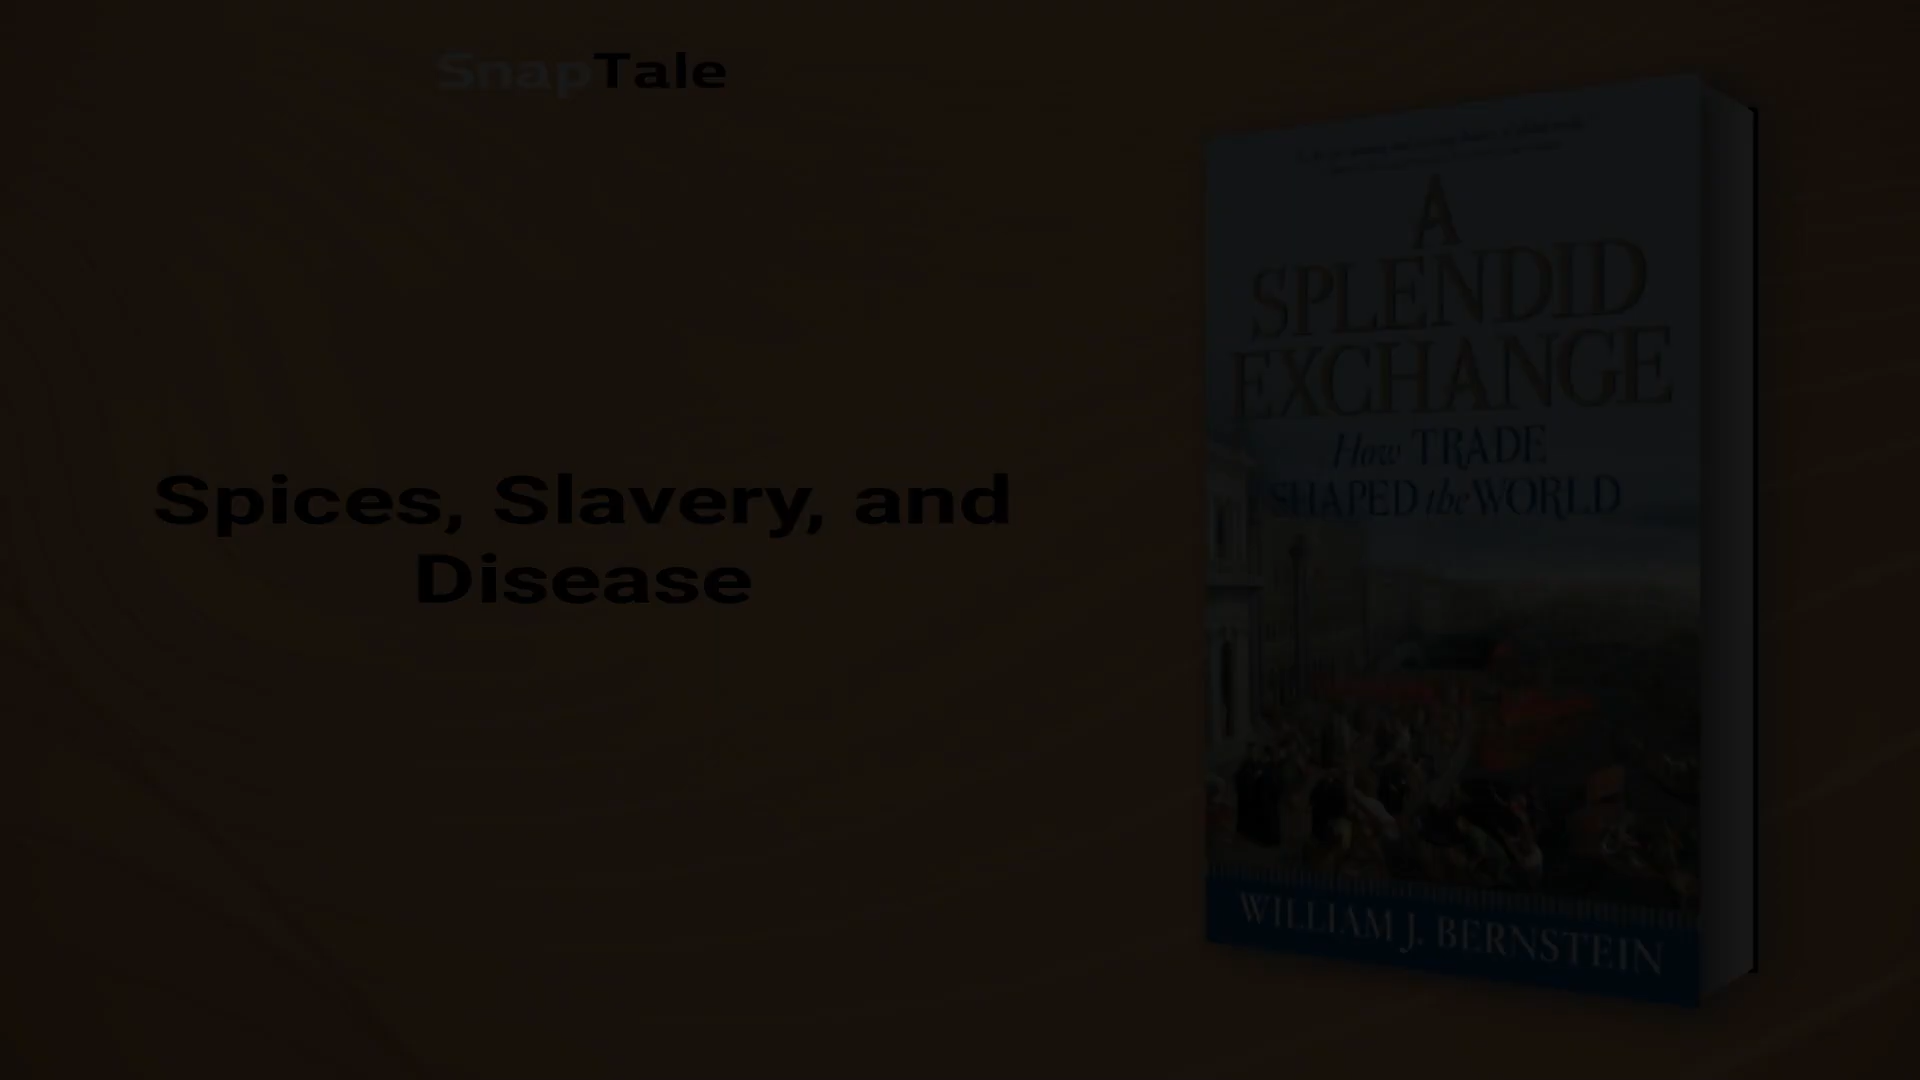 SnapTale
Spices, Slavery, and
Disease
A
SPLENDID
EXCHANGE
How TRADE
SHAPED the WORLD
WILLIAM J. BERNSTEIN